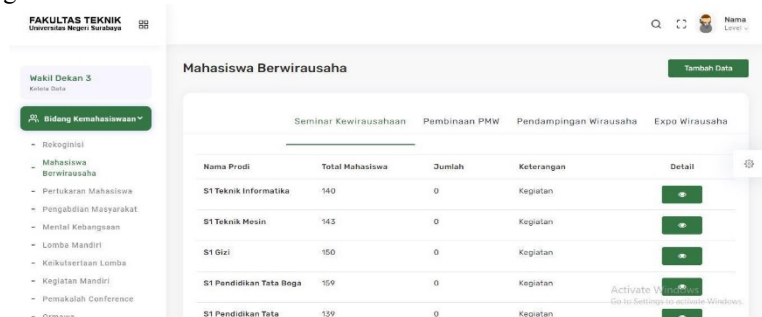 FAKULTAS TEKNIK
Universitas Negeri Surabaya
Nama
Level
Wakil Dekan 3
Kelola Data
Bidang Kemahasiswaan
- Rekoginisi
- Mahasiswa
Berwirausaha
- Pertukaran Mahasiswa
- Pengabdian Masyarakat
- Mental Kebangsaan
- Lomba Mandiri
- Keikutsertaan Lomba
- Kegiatan Mandiri
- Pemakalah Conference
- Ormawa
Mahasiswa Berwirausaha
Tambah Data
Seminar Kewirausahaan Pembinaan PMW Pendampingan Wirausaha Expo Wirausaha
Nama Prodi Total Mahasiswa Jumlah Keterangan Detail
S1 Teknik Informatika 140 0 Kegiatan
S1 Teknik Mesin 143 0 Kegiatan
S1 Gizi 150 0 Kegiatan
S1 Pendidikan Tata Boga 159 0 Kegiatan
S1 Pendidikan Tata 139 0 Kegiatan
Activate Windows
Go to Settings to activate Windows.